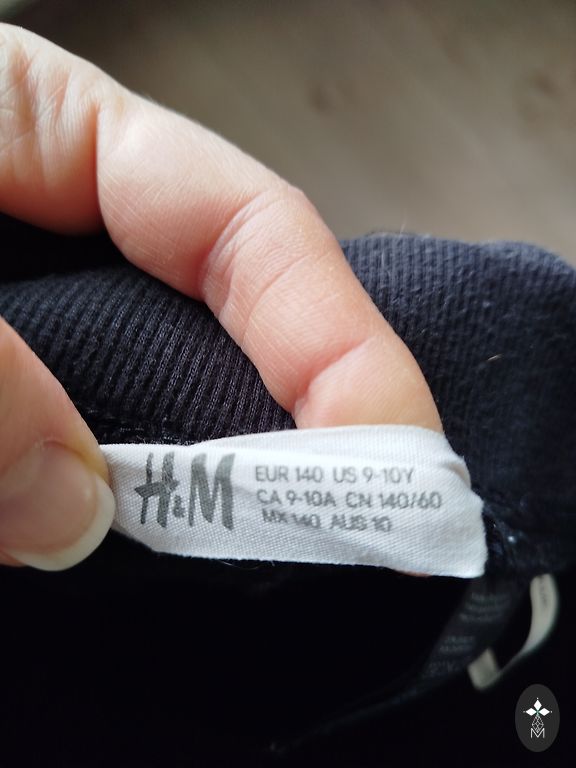 H&M
EUR 140 US 9-10Y
CA 9-10A CN 140/60
MX 140 AUS 10
M